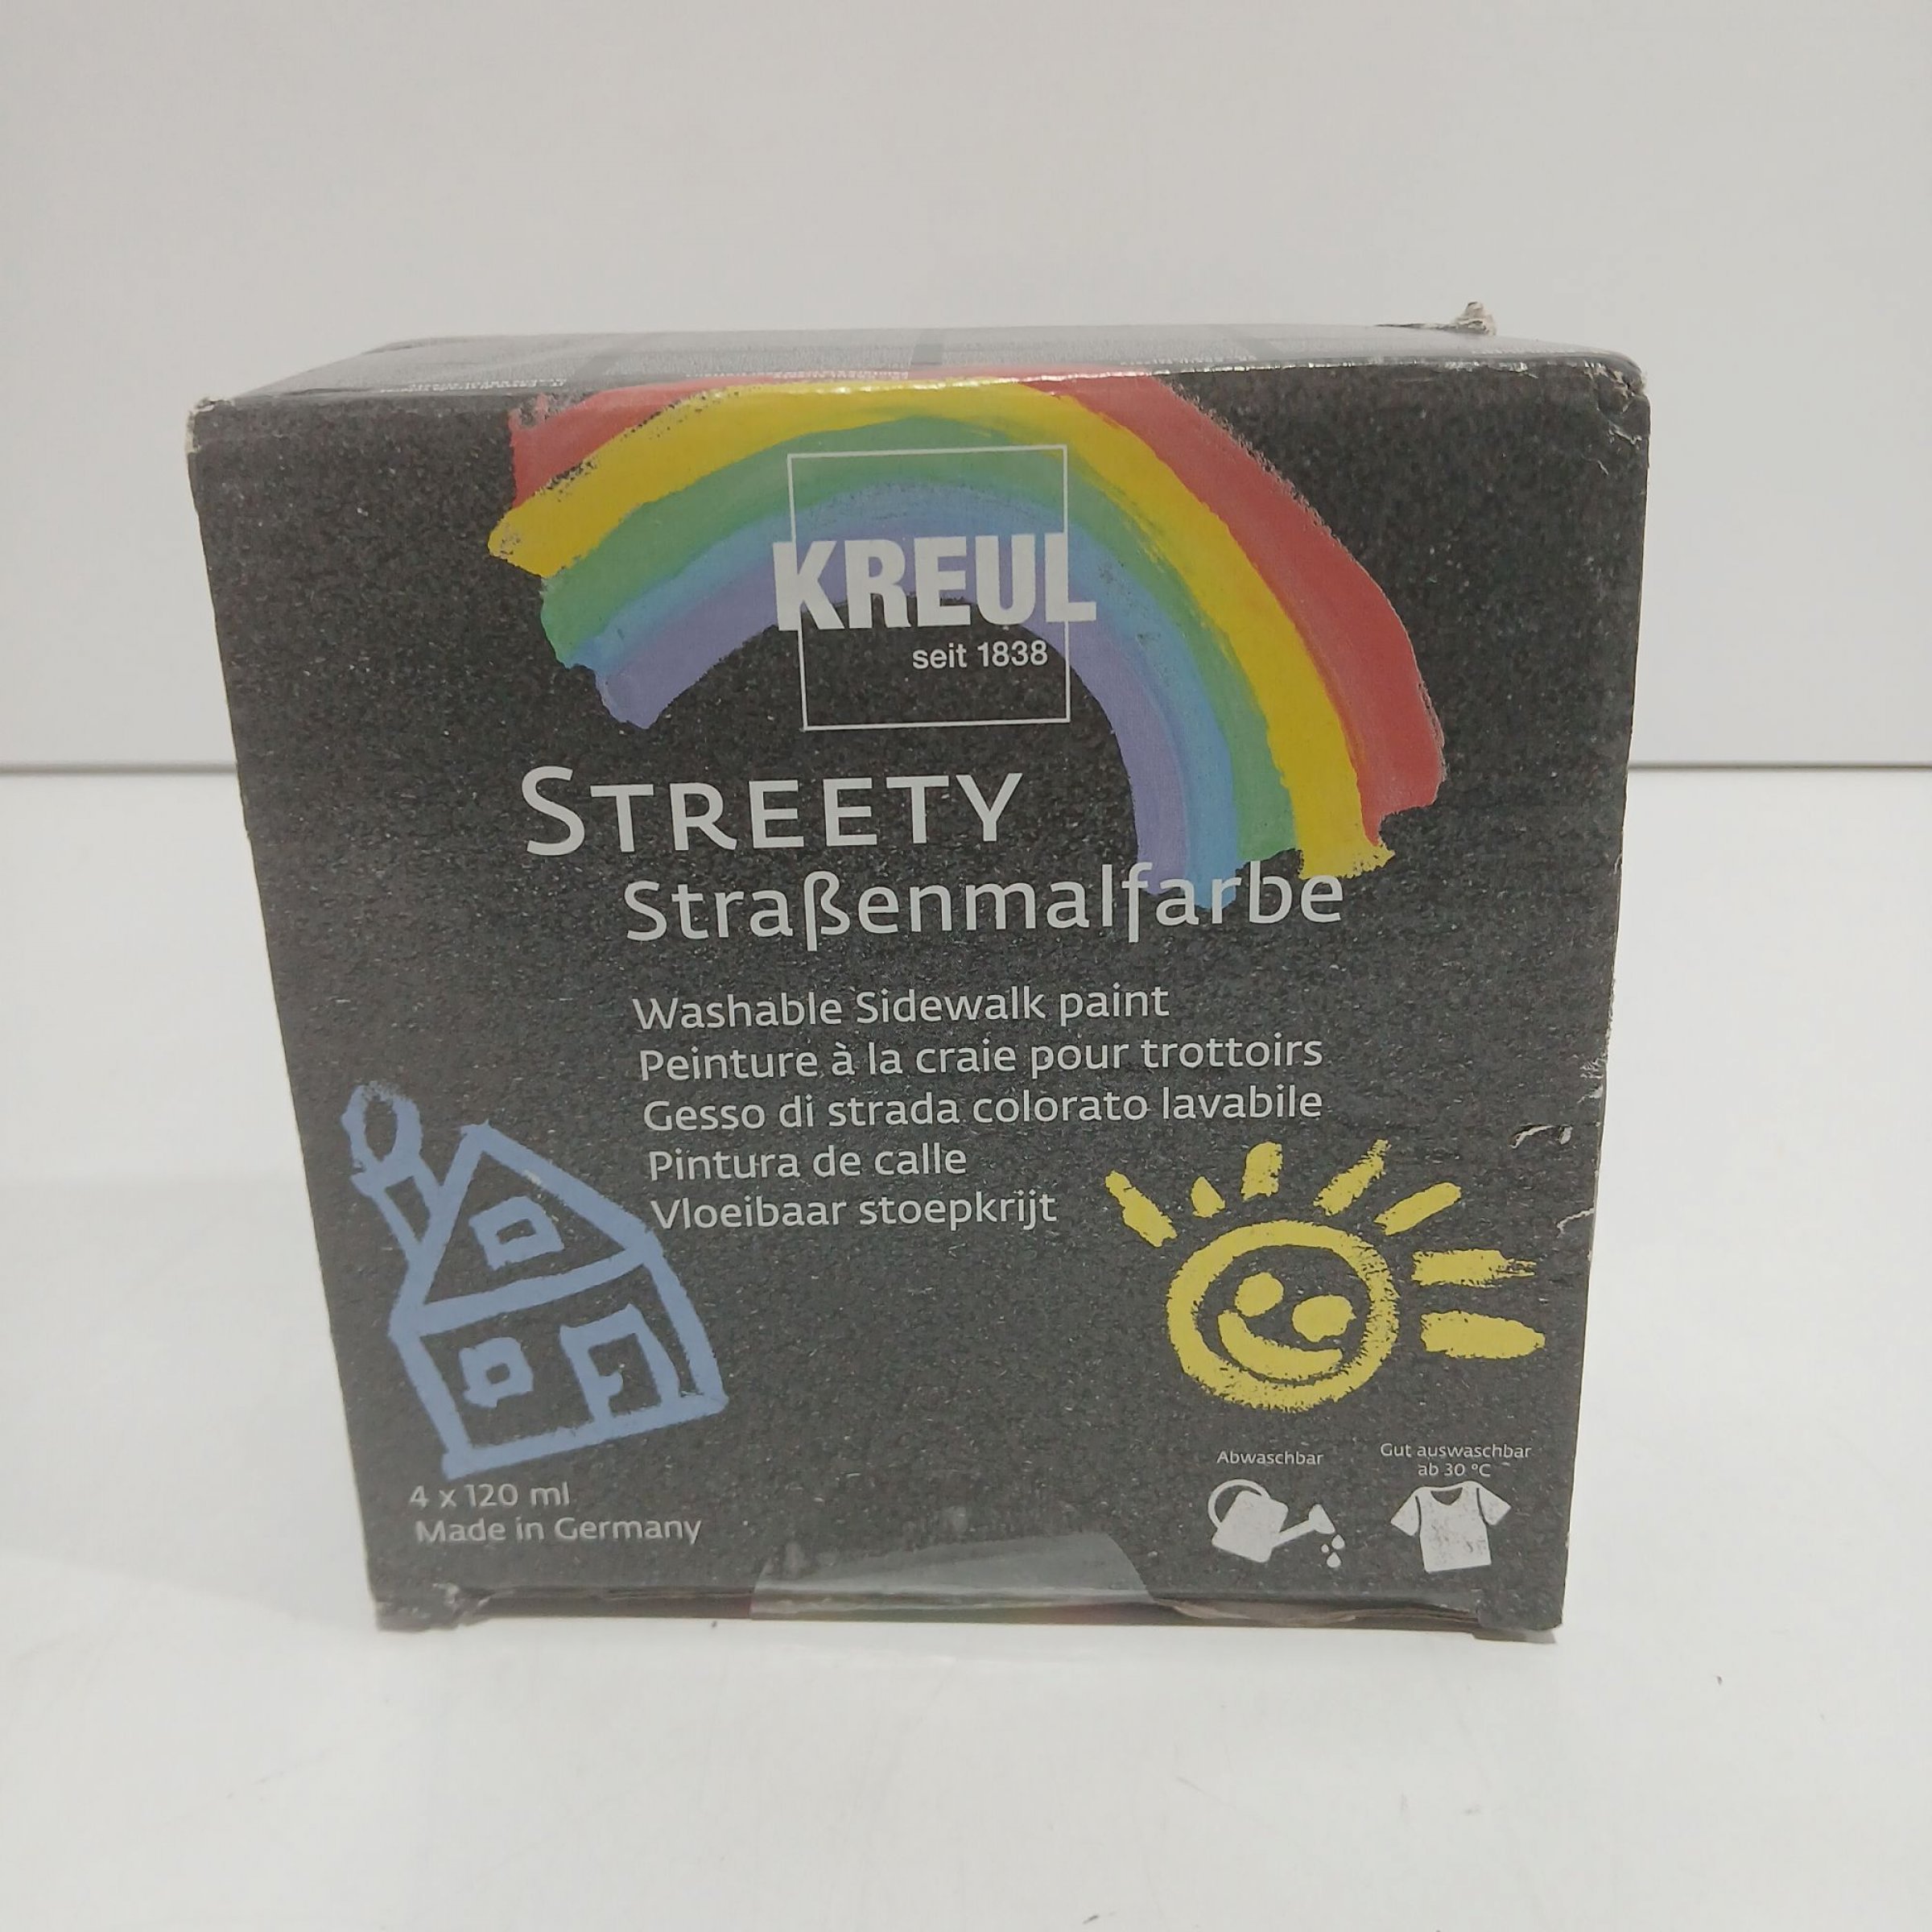 KREUL
seit 1838
STREETY
Straßenmalfarbe
Washable Sidewalk paint
Peinture à la craie pour trottoirs
Gesso di strada colorato lavabile
Pintura de calle
Vloeibaar stoepkrijt
Abwaschbar
Gut auswaschbar
ab 30 °C
4 x 120 ml
Made in Germany